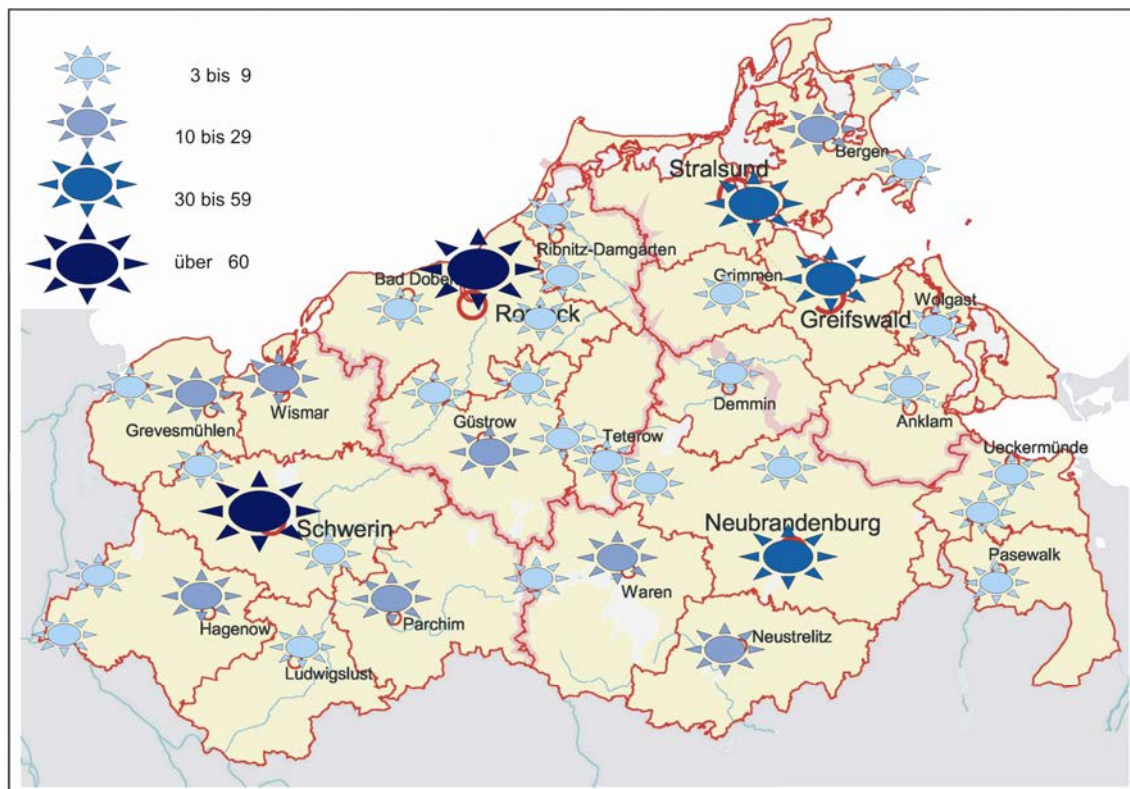 3 bis 9
10 bis 29
30 bis 59
über 60
Bergen
Stralsund
Ribnitz-Damgarten
Bad Dober
Grimmen
Wolgast
Rostock
Greifswald
Demmin
Anklam
Wismar
Grevesmühlen
Güstrow
Teterow
Ueckermünde
Schwerin
Neubrandenburg
Pasewalk
Waren
Hagenow
Parchim
Neustrelitz
Ludwigslust